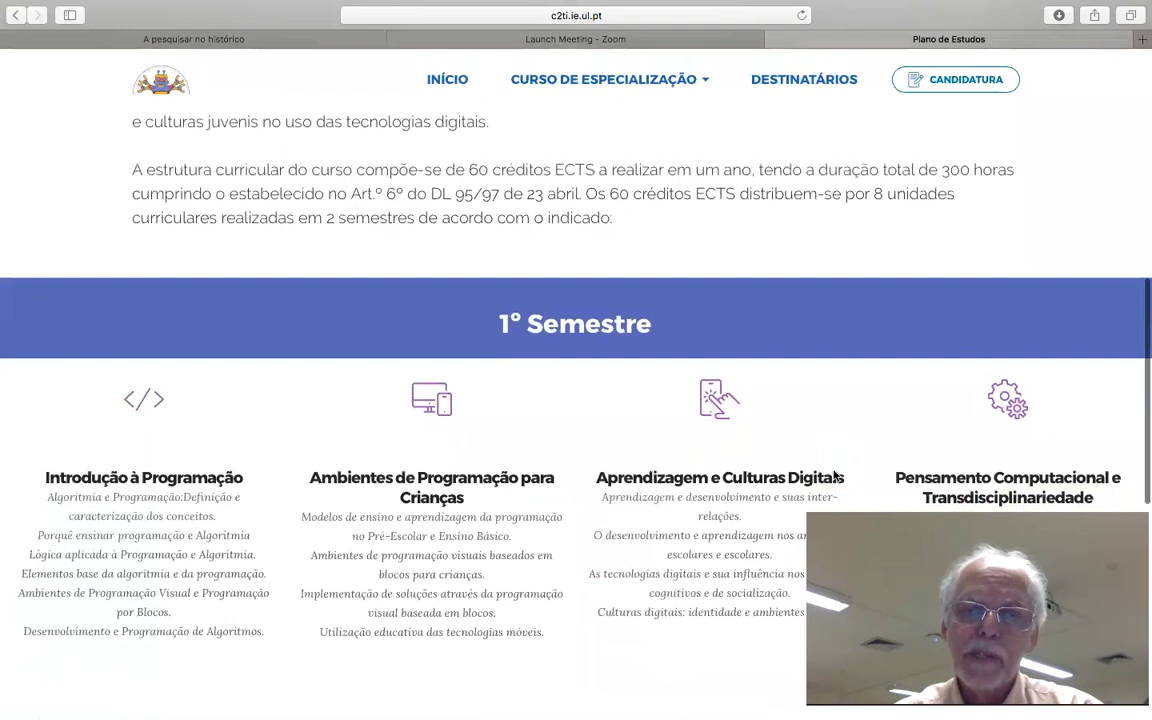 c2ti.ie.ul.pt
A pesquisar no histórico
Launch Meeting - Zoom
Plano de Estudos
INÍCIO
CURSO DE ESPECIALIZAÇÃO
DESTINATÁRIOS
CANDIDATURA
e culturas juvenis no uso das tecnologias digitais.
A estrutura curricular do curso compõe-se de 60 créditos ECTS a realizar em um ano, tendo a duração total de 300 horas
cumprindo o estabelecido no Art.º 6º do DL 95/97 de 23 abril. Os 60 créditos ECTS distribuem-se por 8 unidades
curriculares realizadas em 2 semestres de acordo com o indicado:
1º Semestre
Introdução à Programação
Algoritmia e Programação:Definição e
caracterização dos conceitos.
Porquê ensinar programação e Algoritmia
Lógica aplicada à Programação e Algoritmia.
Elementos base da algoritmia e da programação.
Ambientes de Programação Visual e Programação
por Blocos.
Desenvolvimento e Programação de Algoritmos.
Ambientes de Programação para
Crianças
Modelos de ensino e aprendizagem da programação
no Pré-Escolar e Ensino Básico.
Ambientes de programação visuais baseados em
blocos para crianças.
Implementação de soluções através da programação
visual baseada em blocos.
Utilização educativa das tecnologias móveis.
Aprendizagem e Culturas Digitais
Aprendizagem e desenvolvimento e suas inter-
relações.
O desenvolvimento e aprendizagem nos
escolares e escolares.
As tecnologias digitais e sua influência nos
cognitivos e de socialização.
Culturas digitais: identidade e ambientes
Pensamento Computacional e
Transdisciplinariedade